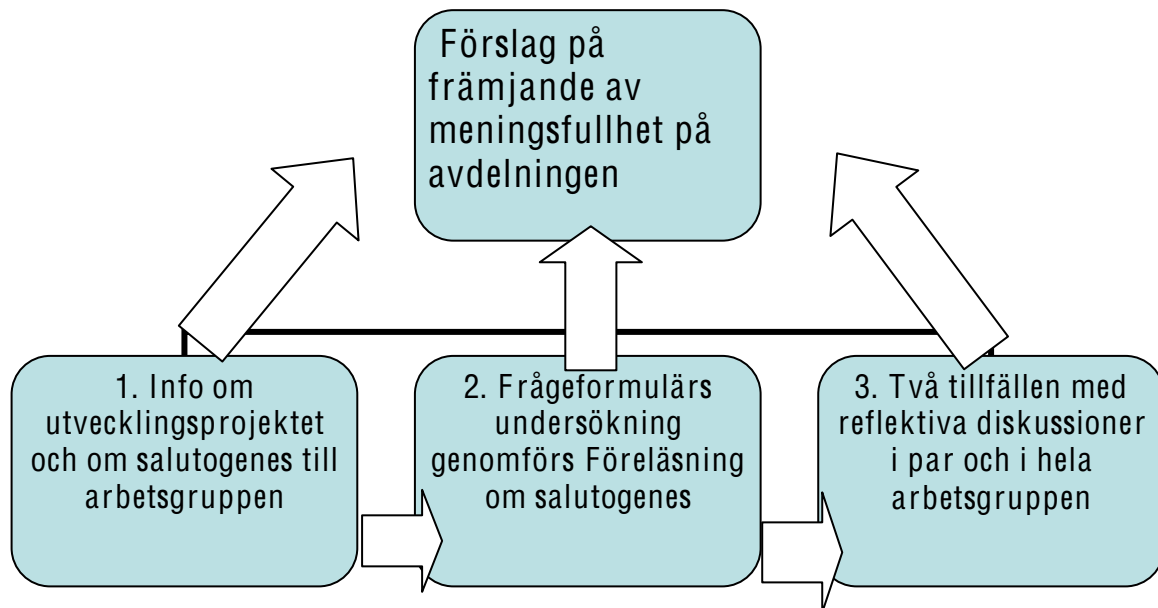 Förslag på
främjande av
meningsfullhet på
avdelningen
1. Info om
utvecklingsprojektet
och om salutogenes till
arbetsgruppen
2. Frågeformulärs
undersökning
genomförs Föreläsning
om salutogenes
3. Två tillfällen med
reflektiva diskussioner
i par och i hela
arbetsgruppen